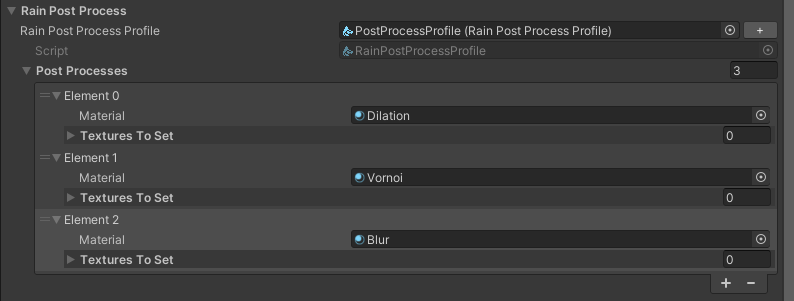 Rain Post Process
Rain Post Process Profile PostProcessProfile (Rain Post Process Profile) +
Script RainPostProcessProfile
Post Processes 3
Element 0
Material Dilation
Textures To Set 0
Element 1
Material Vornoi
Textures To Set 0
Element 2
Material Blur
Textures To Set 0
+ −